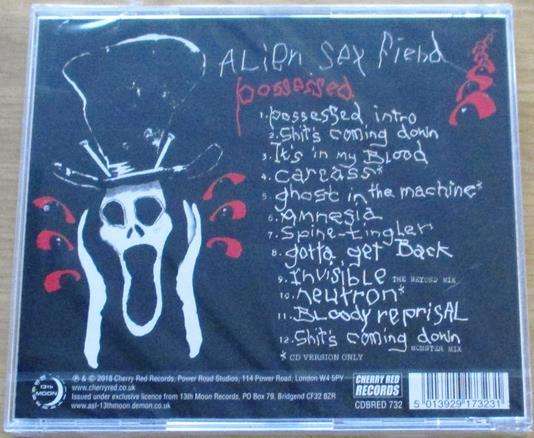 ALiEn Sex Fiend
possessed
1. possessed intro
2. Shit's coming down
3. It's in my BLood
4. carcass*
5. ghost in the machine*
6. Amnesia
7. Spine-tingler
8. gotta get Back
9. InvisiBLE THE BEYOND MIX
10. neutron*
11. BLoody reprisAL
12. Shit's coming down MONSTER MIX
* CD VERSION ONLY
13th MOON
℗ & © 2018 Cherry Red Records, Power Road Studios, 114 Power Road, London W4 5PY
www.cherryred.co.uk
Issued under exclusive licence from 13th Moon Records, PO Box 79, Bridgend CF32 8ZR
www.asf-13thmoon.demon.co.uk
CHERRY RED
RECORDS
CDBRED 732
5 013929 173231